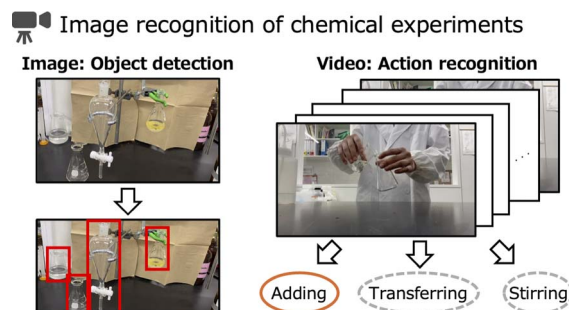 Image recognition of chemical experiments
Image: Object detection
Video: Action recognition
Adding
Transferring
Stirring